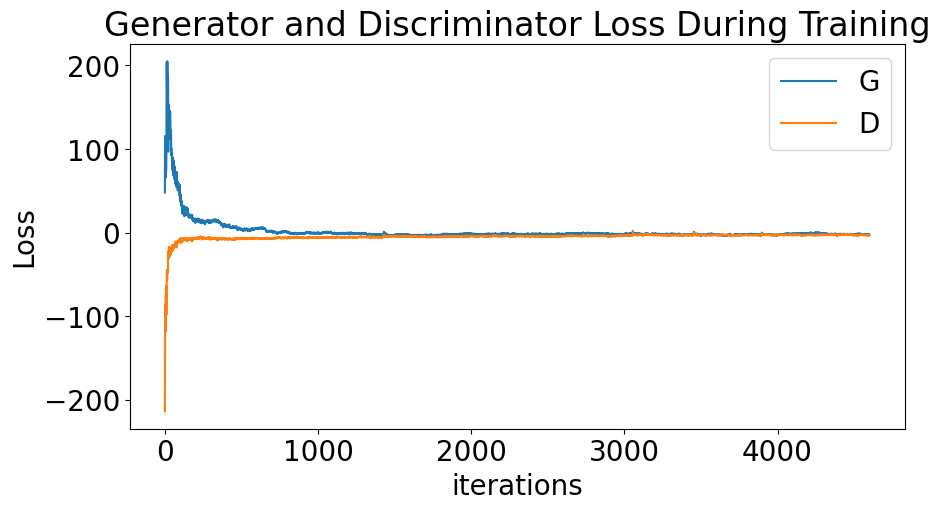 Generator and Discriminator Loss During Training
200
100
0
−100
−200
Loss
G
D
0 1000 2000 3000 4000
iterations